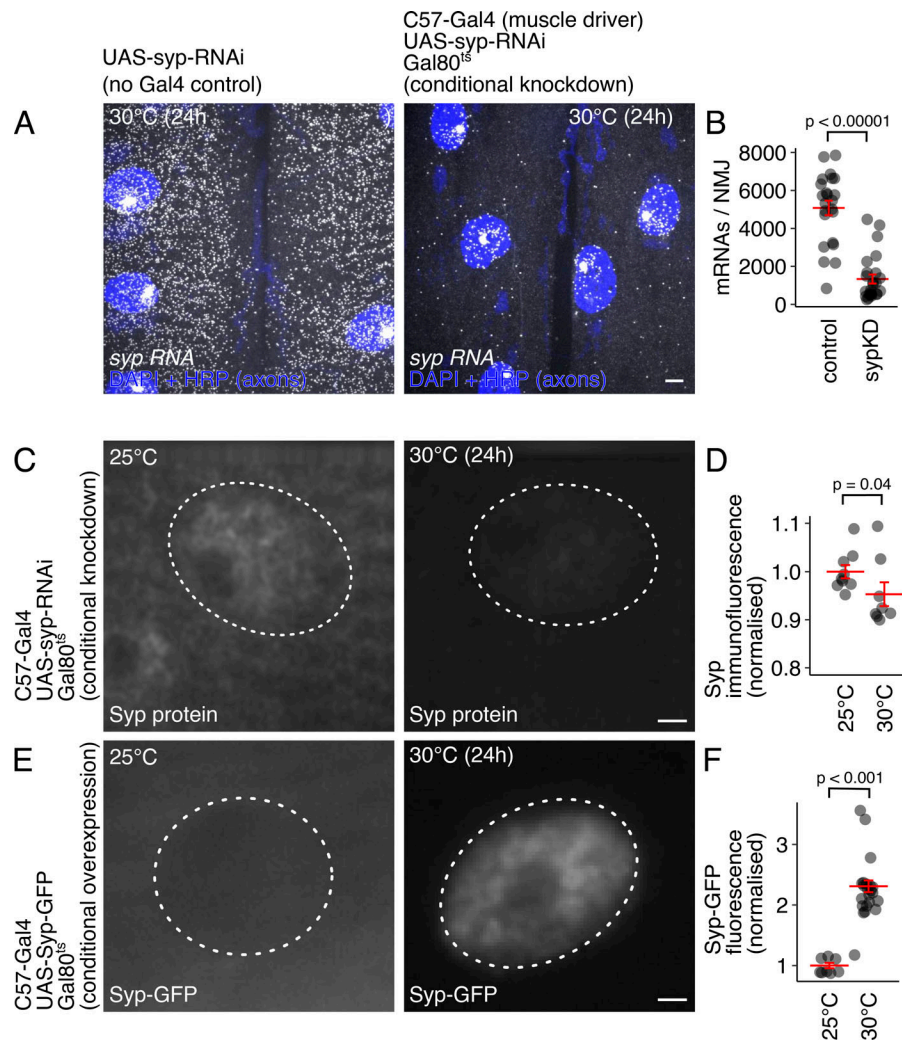 UAS-syp-RNAi
(no Gal4 control)
C57-Gal4 (muscle driver)
UAS-syp-RNAi
Gal80ts
(conditional knockdown)
A
30°C (24h
)
syp RNA
DAPI + HRP (axons)
30°C (24h)
syp RNA
DAPI + HRP (axons)
B
p < 0.00001
mRNAs / NMJ
8000
6000
4000
2000
0
control
sypKD
C
C57-Gal4
UAS-syp-RNAi
Gal80ts
(conditional knockdown)
25°C
Syp protein
30°C (24h)
Syp protein
D
p = 0.04
Syp
immunofluorescence
(normalised)
1.1
1.0
0.9
0.8
25°C
30°C
E
C57-Gal4
UAS-Syp-GFP
Gal80ts
(conditional overexpression)
25°C
Syp-GFP
30°C (24h)
Syp-GFP
F
p < 0.001
Syp-GFP
fluorescence
(normalised)
3
2
1
25°C
30°C